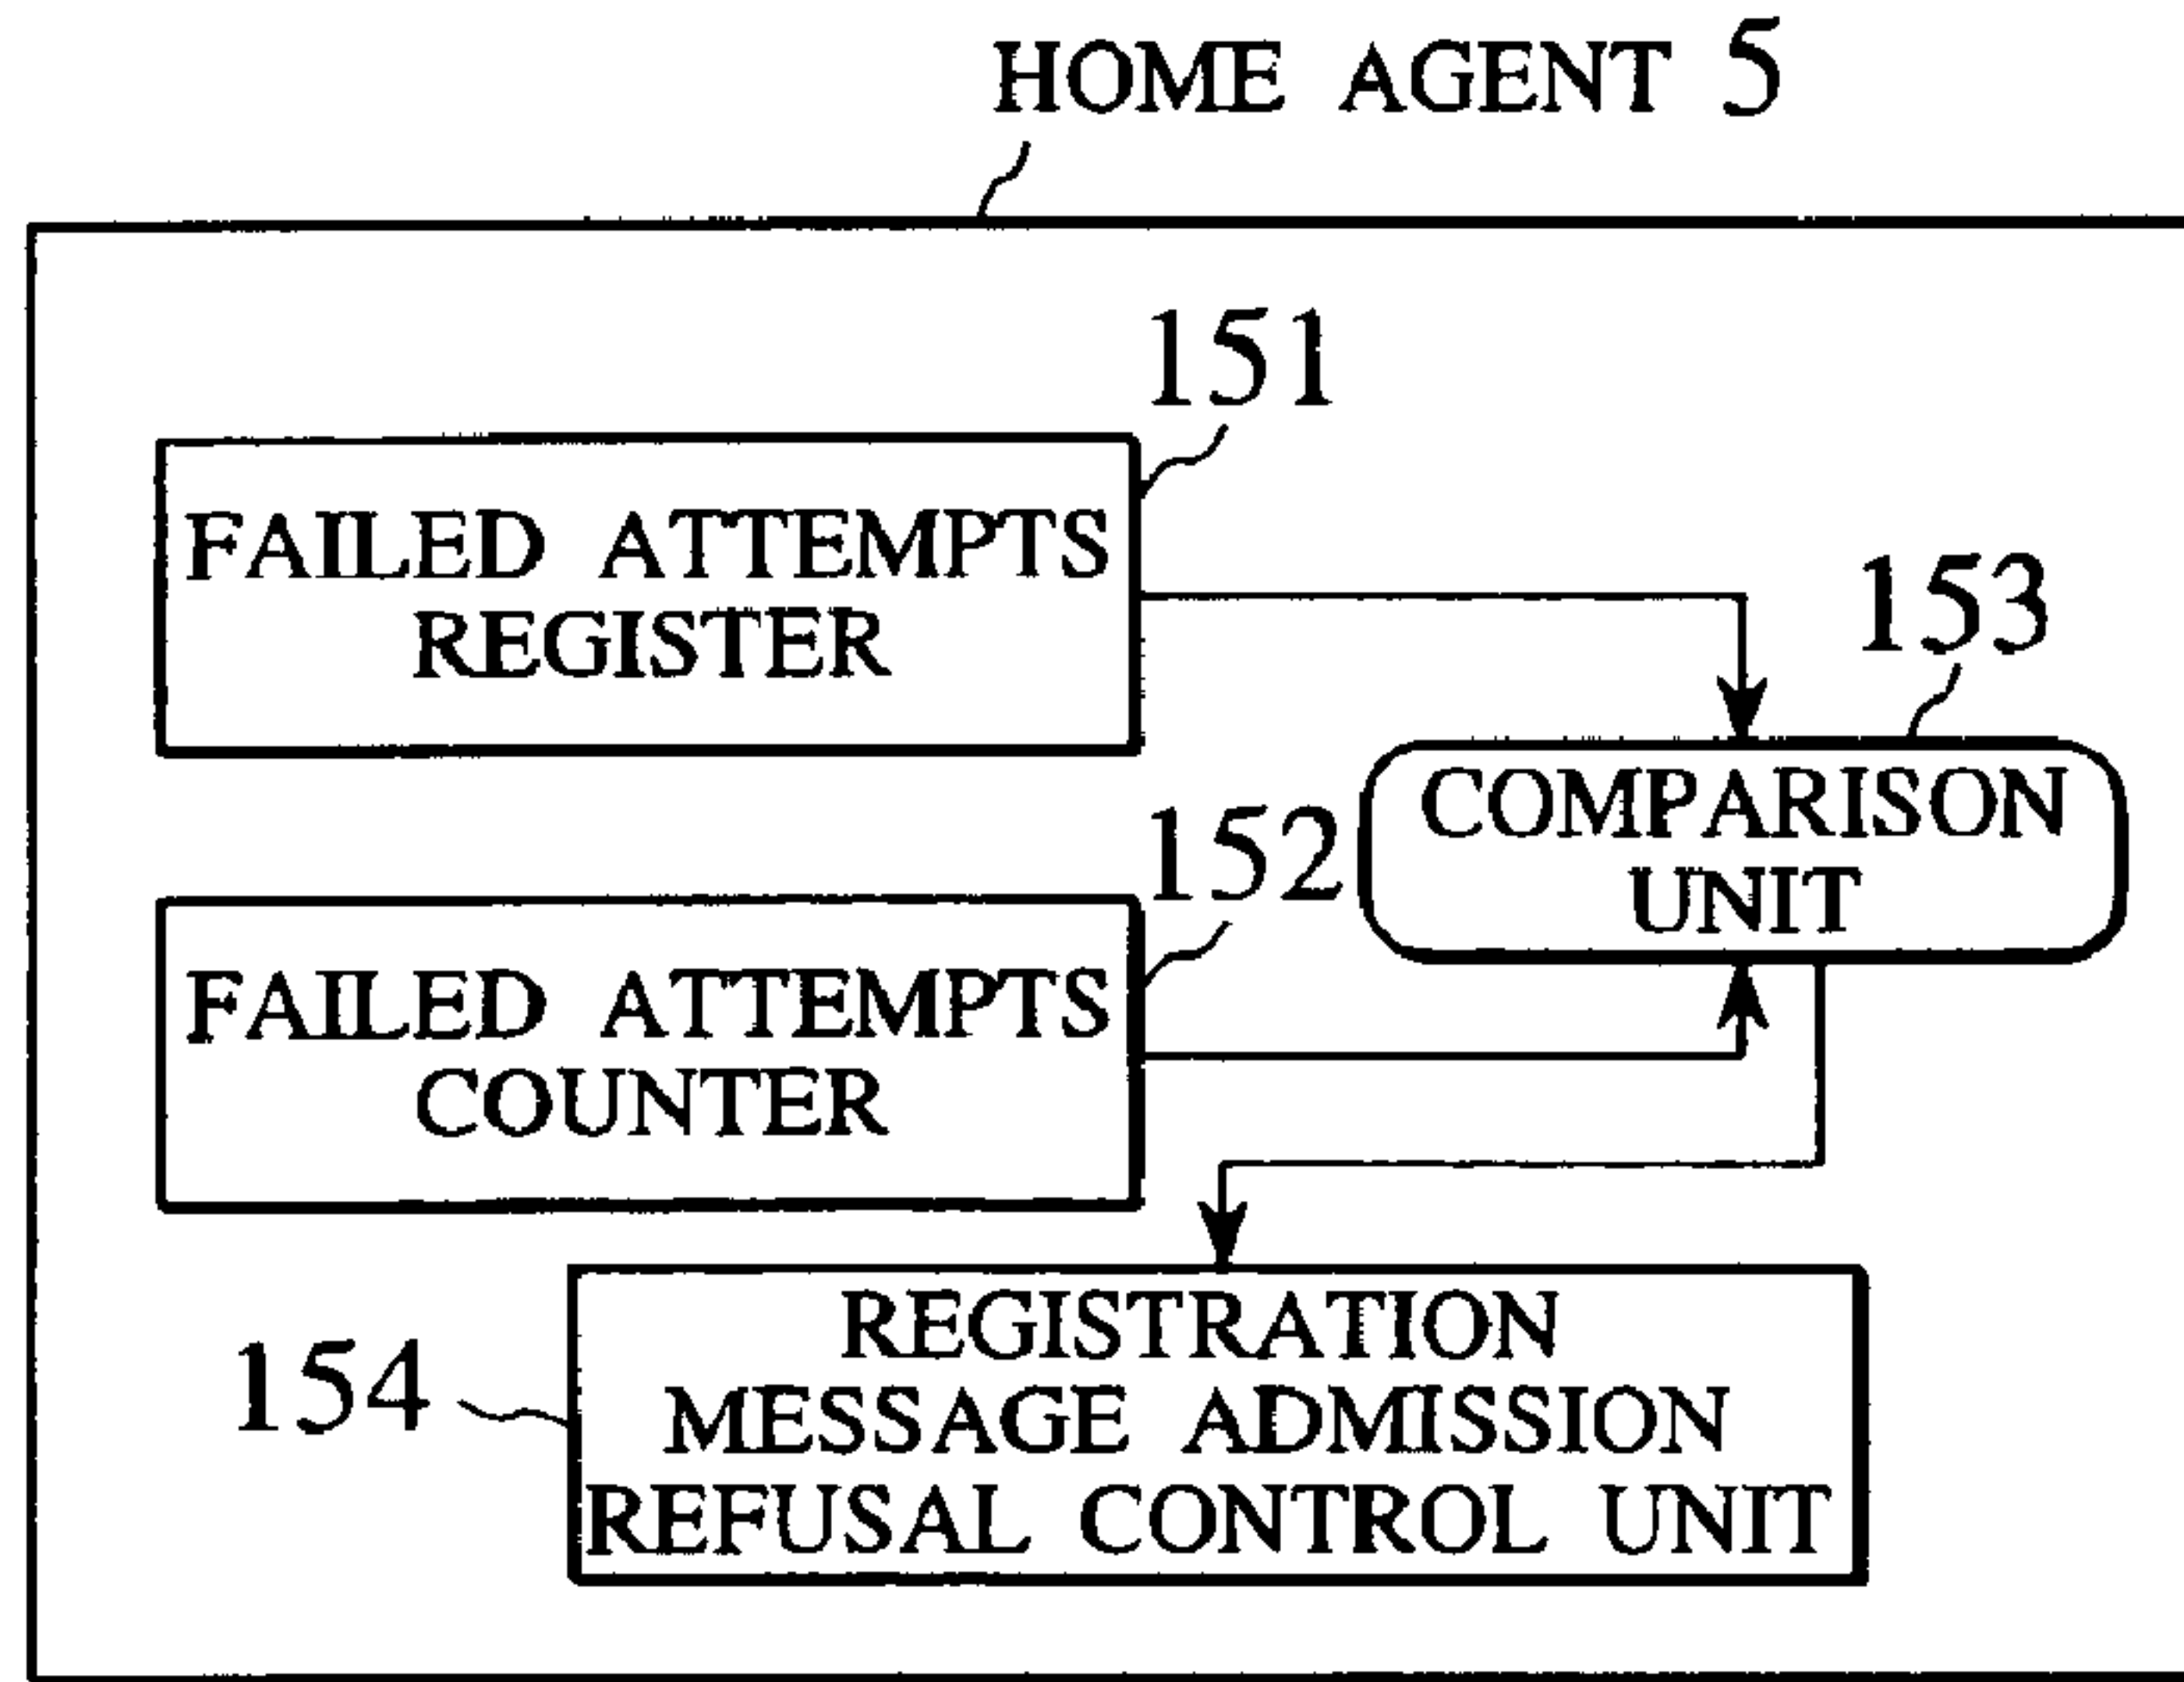 HOME AGENT 5
151
FAILED ATTEMPTS
REGISTER
153
COMPARISON
UNIT
152
FAILED ATTEMPTS
COUNTER
154
REGISTRATION
MESSAGE ADMISSION
REFUSAL CONTROL UNIT